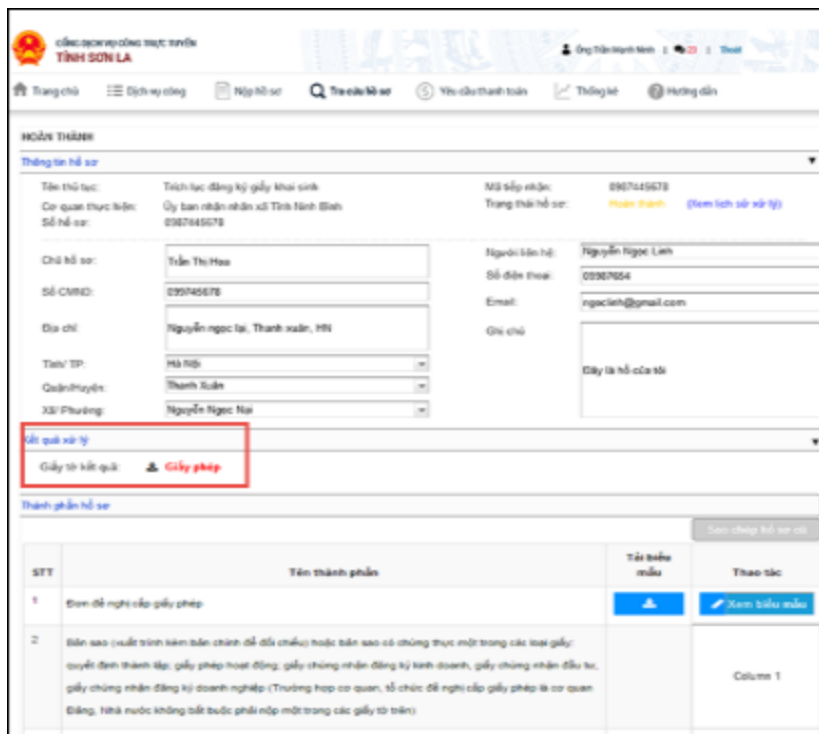 CỔNG DỊCH VỤ CÔNG TRỰC TUYẾN
TỈNH SƠN LA
Ông Trần Mạnh Ninh | 23 | Thoát
Trang chủ Dịch vụ công Nộp hồ sơ Tra cứu hồ sơ Yêu cầu thanh toán Thống kê Hướng dẫn
HOÀN THÀNH
Thông tin hồ sơ
Tên thủ tục: Trích lục đăng ký giấy khai sinh Mã tiếp nhận: 0987445678
Cơ quan thực hiện: Ủy ban nhân nhân xã Tĩnh Ninh Bình Trạng thái hồ sơ: Hoàn thành (Xem lịch sử xử lý)
Số hồ sơ: 0987445678
Chủ hồ sơ: Trần Thị Hoa Người liên hệ: Nguyễn Ngọc Linh
Số điện thoại: 09987654
Số CMND: 099745678 Email: ngoclinh@gmail.com
Địa chỉ: Nguyễn ngọc lại, Thanh xuân, HN Ghi chú
Tỉnh/ TP: Hà Nội Đây là hồ của tôi
Quận/Huyện: Thanh Xuân
Xã/ Phường: Nguyễn Ngọc Nại
Kết quả xử lý
Giấy tờ kết quả: Giấy phép
Thành phần hồ sơ
Sao chép hồ sơ cũ
STT Tên thành phần Tải biểu mẫu Thao tác
1 Đơn đề nghị cấp giấy phép Xem biểu mẫu
2 Bản sao (xuất trình kèm bản chính để đối chiếu) hoặc bản sao có chứng thực một trong các loại giấy:
quyết định thành lập, giấy phép hoạt động, giấy chứng nhận đăng ký kinh doanh, giấy chứng nhận đầu tư,
giấy chứng nhận đăng ký doanh nghiệp (Trường hợp cơ quan, tổ chức đề nghị cấp giấy phép là cơ quan
Đảng, Nhà nước không bắt buộc phải nộp một trong các giấy tờ trên)
Column 1